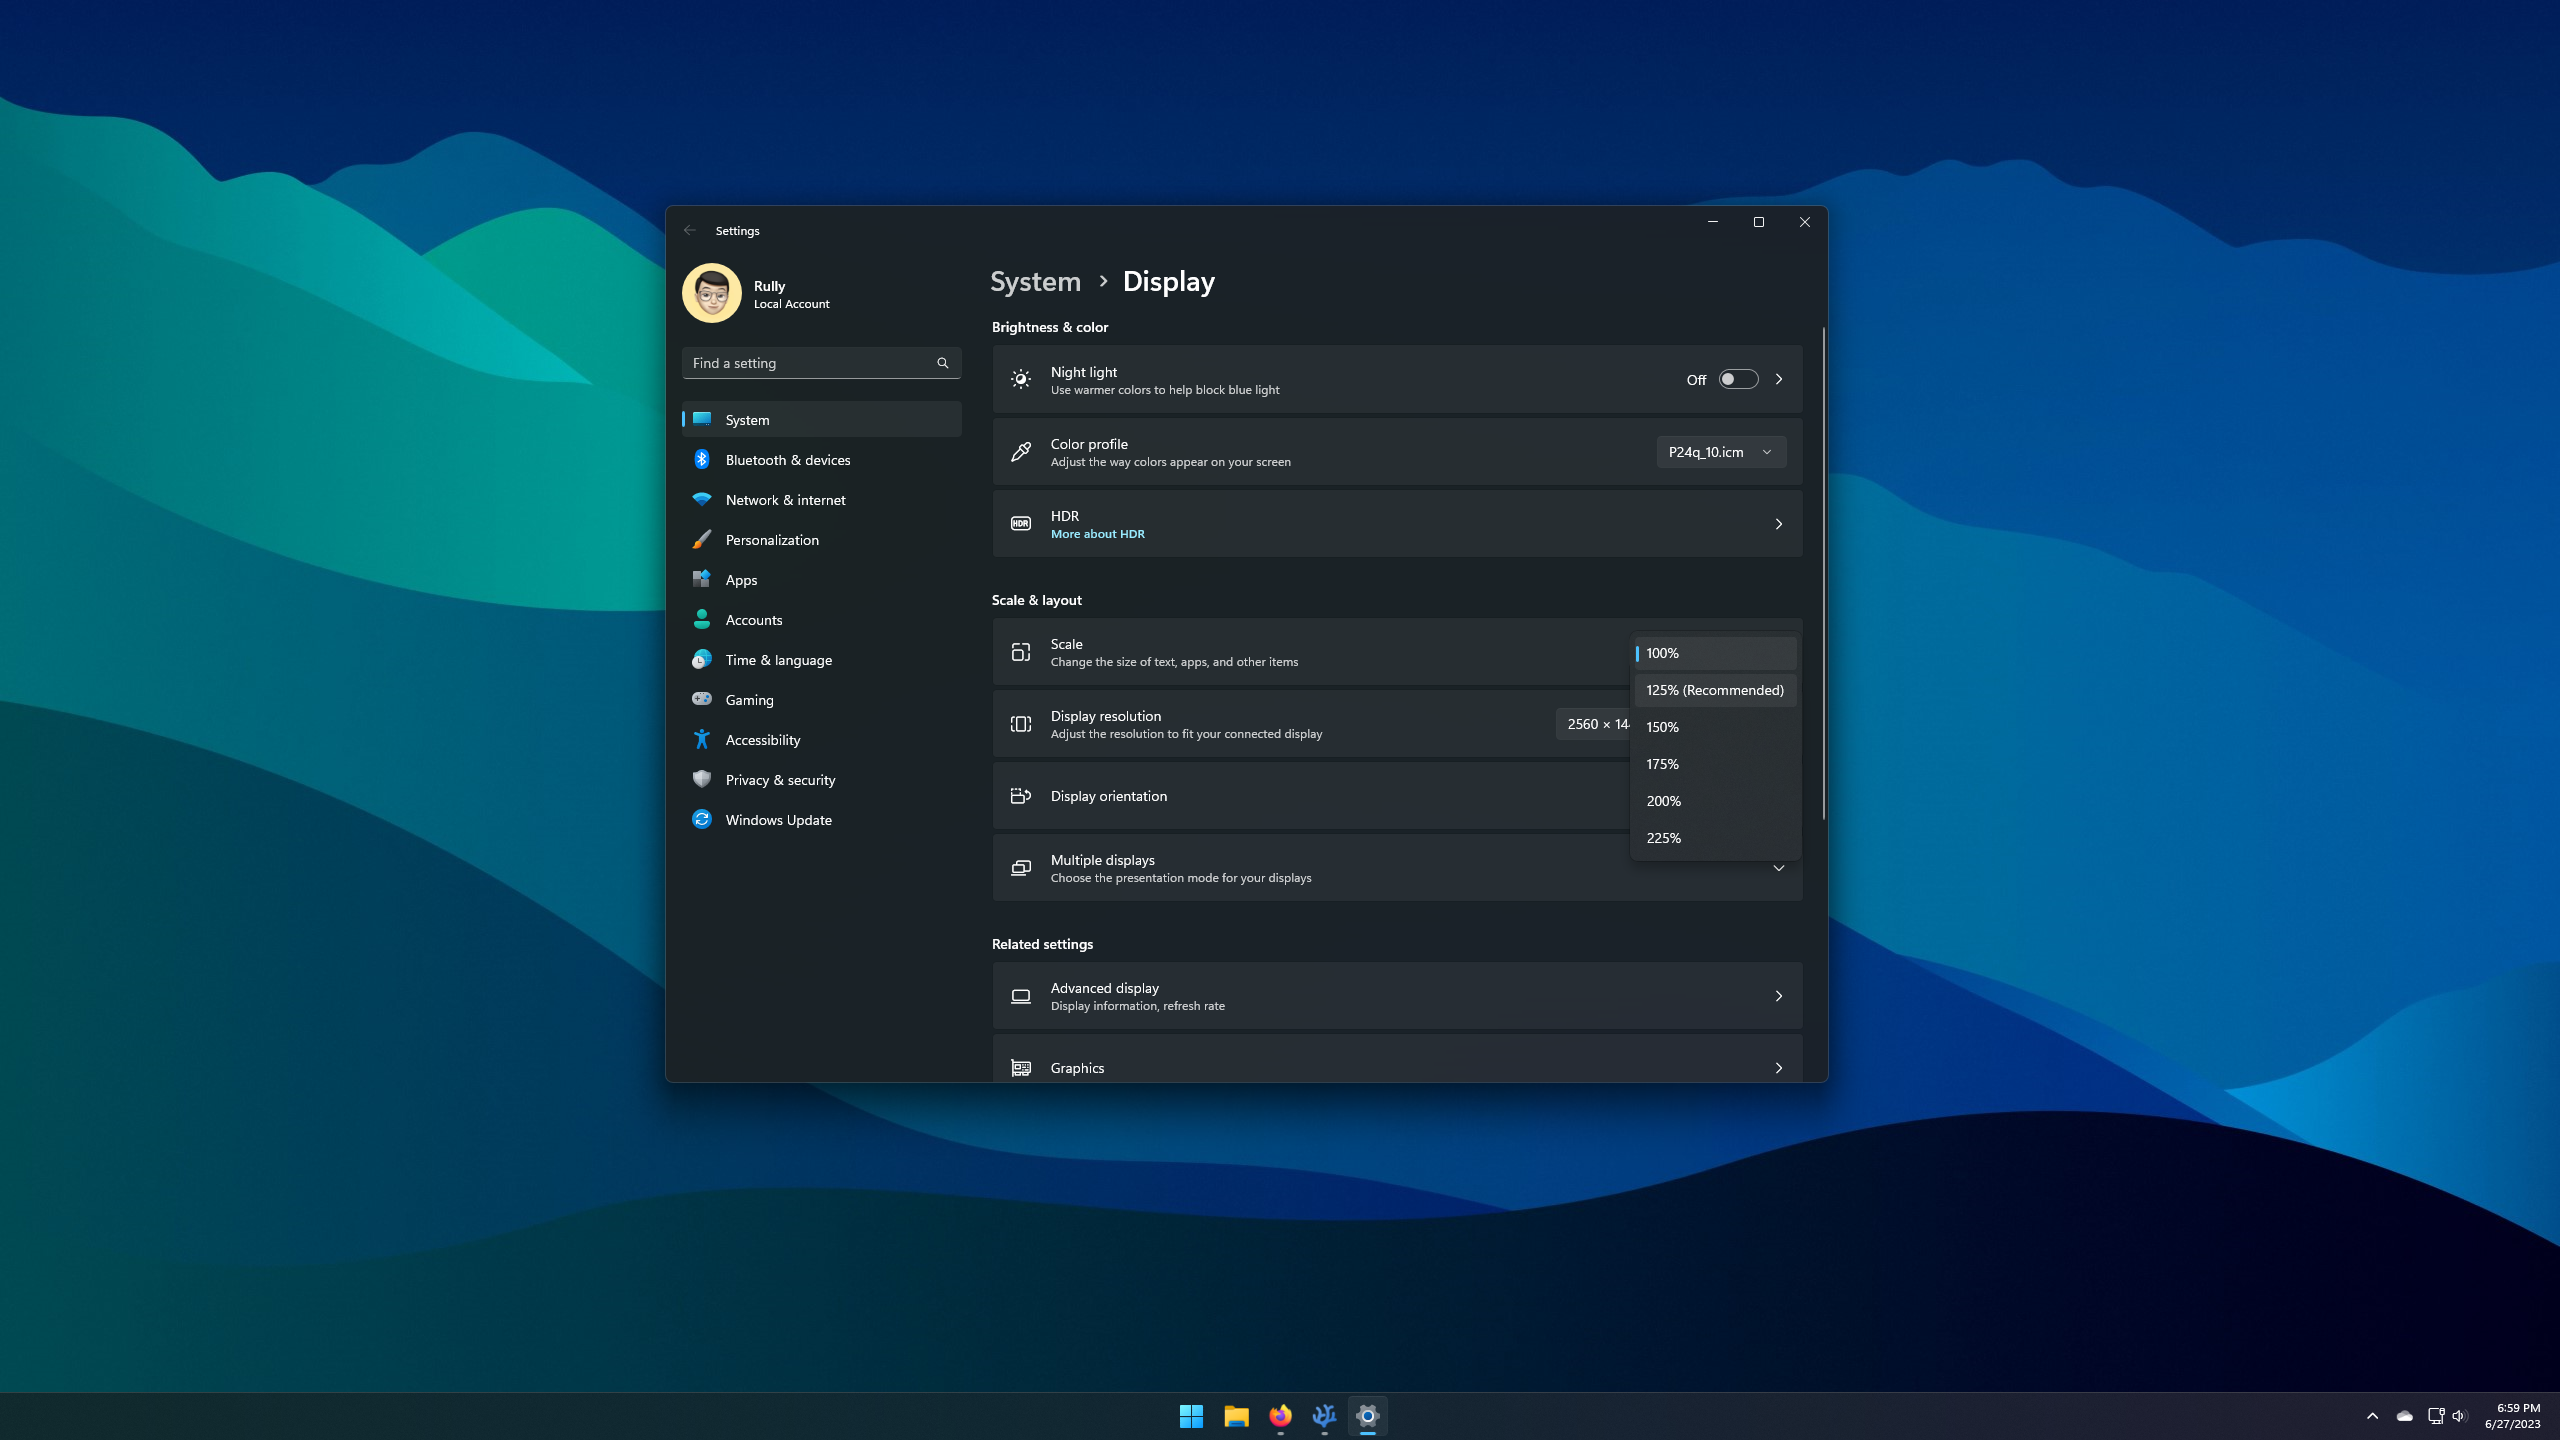 Settings
Rully
Local Account
Find a setting
System
Bluetooth & devices
Network & internet
Personalization
Apps
Accounts
Time & language
Gaming
Accessibility
Privacy & security
Windows Update
System › Display
Brightness & color
Night light
Use warmer colors to help block blue light
Off
Color profile
Adjust the way colors appear on your screen
P24q_10.icm
HDR
HDR
More about HDR
Scale & layout
Scale
Change the size of text, apps, and other items
100%
125% (Recommended)
150%
175%
200%
225%
Display resolution
Adjust the resolution to fit your connected display
2560 ×
Display orientation
Multiple displays
Choose the presentation mode for your displays
Related settings
Advanced display
Display information, refresh rate
Graphics
6:59 PM
6/27/2023